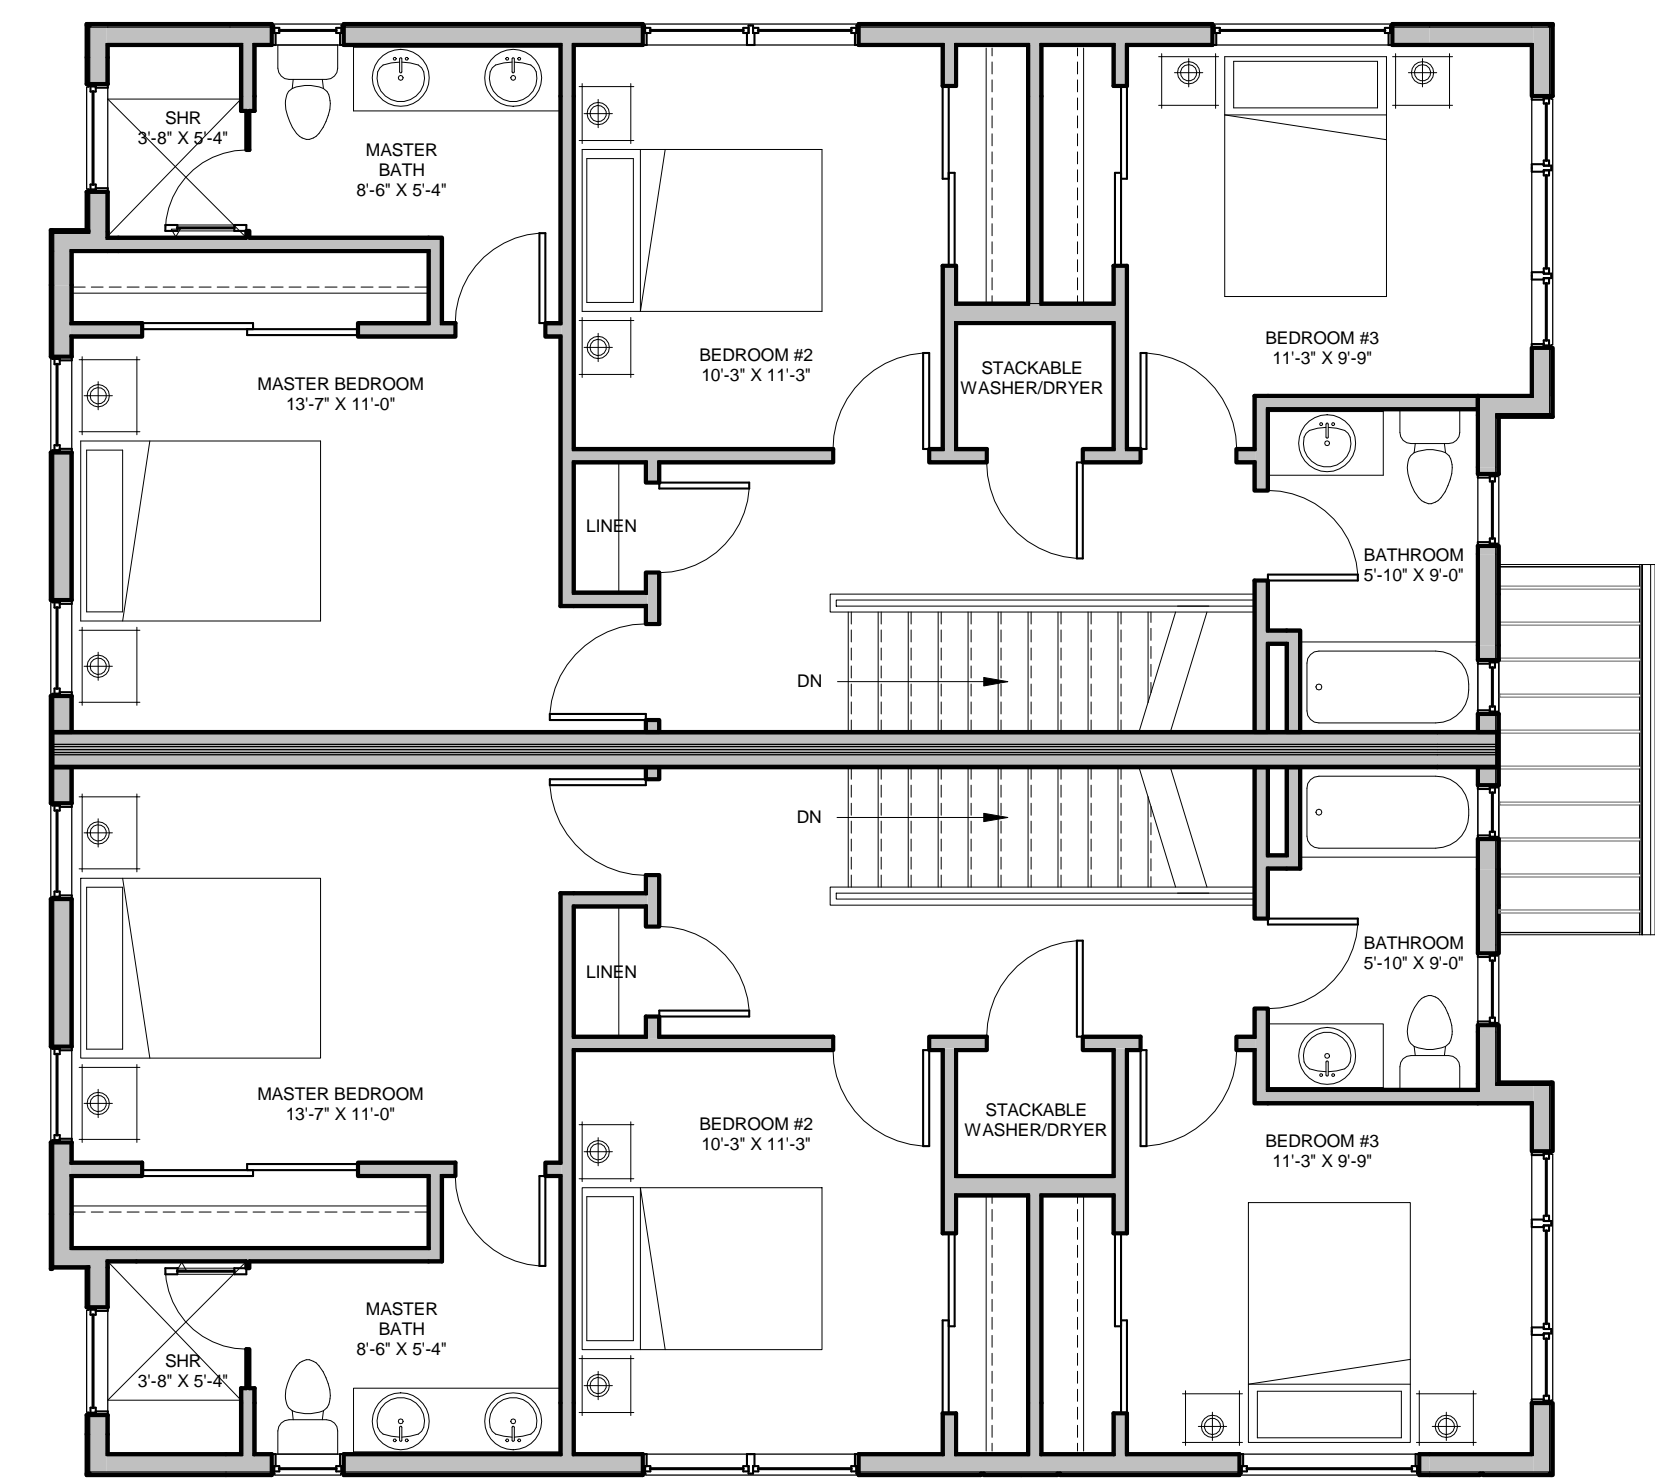 SHR
3'-8" X 5'-4"
MASTER
BATH
8'-6" X 5'-4"
BEDROOM #2
10'-3" X 11'-3"
STACKABLE
WASHER/DRYER
BEDROOM #3
11'-3" X 9'-9"
MASTER BEDROOM
13'-7" X 11'-0"
LINEN
BATHROOM
5'-10" X 9'-0"
DN
DN
LINEN
BATHROOM
5'-10" X 9'-0"
MASTER BEDROOM
13'-7" X 11'-0"
BEDROOM #2
10'-3" X 11'-3"
STACKABLE
WASHER/DRYER
BEDROOM #3
11'-3" X 9'-9"
MASTER
BATH
8'-6" X 5'-4"
SHR
3'-8" X 5'-4"